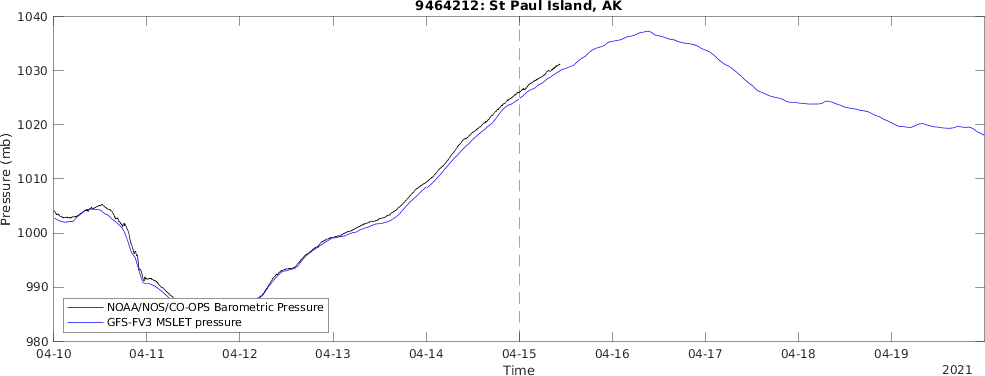 9464212: St Paul Island, AK
1040
1030
1020
1010
1000
990
980
Pressure (mb)
NOAA/NOS/CO-OPS Barometric Pressure
GFS-FV3 MSLET pressure
04-10 04-11 04-12 04-13 04-14 04-15 04-16 04-17 04-18 04-19
Time
2021